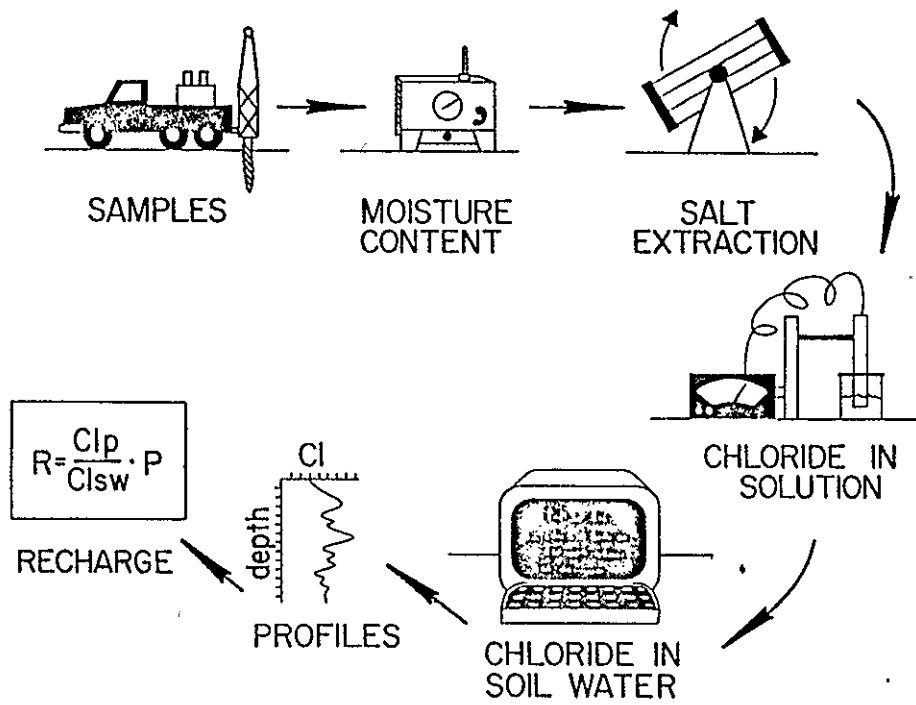 SAMPLES
MOISTURE
CONTENT
SALT
EXTRACTION
CHLORIDE IN
SOLUTION
CHLORIDE IN
SOIL WATER
Cl
depth
PROFILES
R = Clp / Clsw · P
RECHARGE